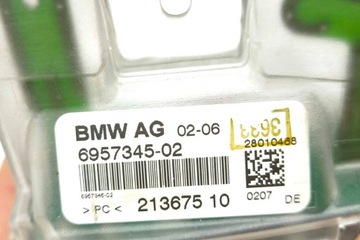 BMW AG 02-06
3633
6957345-02
28010468
6957345-02
> PC < 213675 10
0207 DE